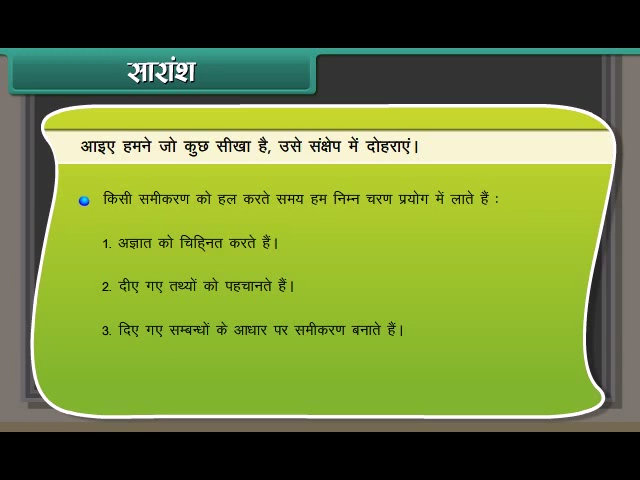 सारांश
आइए हमने जो कुछ सीखा है, उसे संक्षेप में दोहराएं।
किसी समीकरण को हल करते समय हम निम्न चरण प्रयोग में लाते हैं :
1. अज्ञात को चिह्नित करते हैं।
2. दीए गए तथ्यों को पहचानते हैं।
3. दिए गए सम्बन्धों के आधार पर समीकरण बनाते हैं।